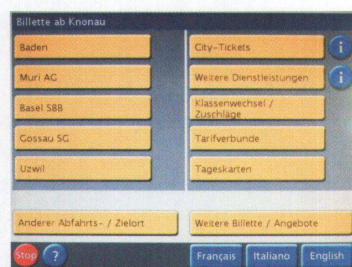 Billette ab Knonau
Baden
City-Tickets
i
Muri AG
Weitere Dienstleistungen
i
Basel SBB
Klassenwechsel /
Zuschläge
Gossau SG
Tarifverbunde
Uzwil
Tageskarten
Anderer Abfahrts- / Zielort
Weitere Billette / Angebote
Stop
?
Français
Italiano
English